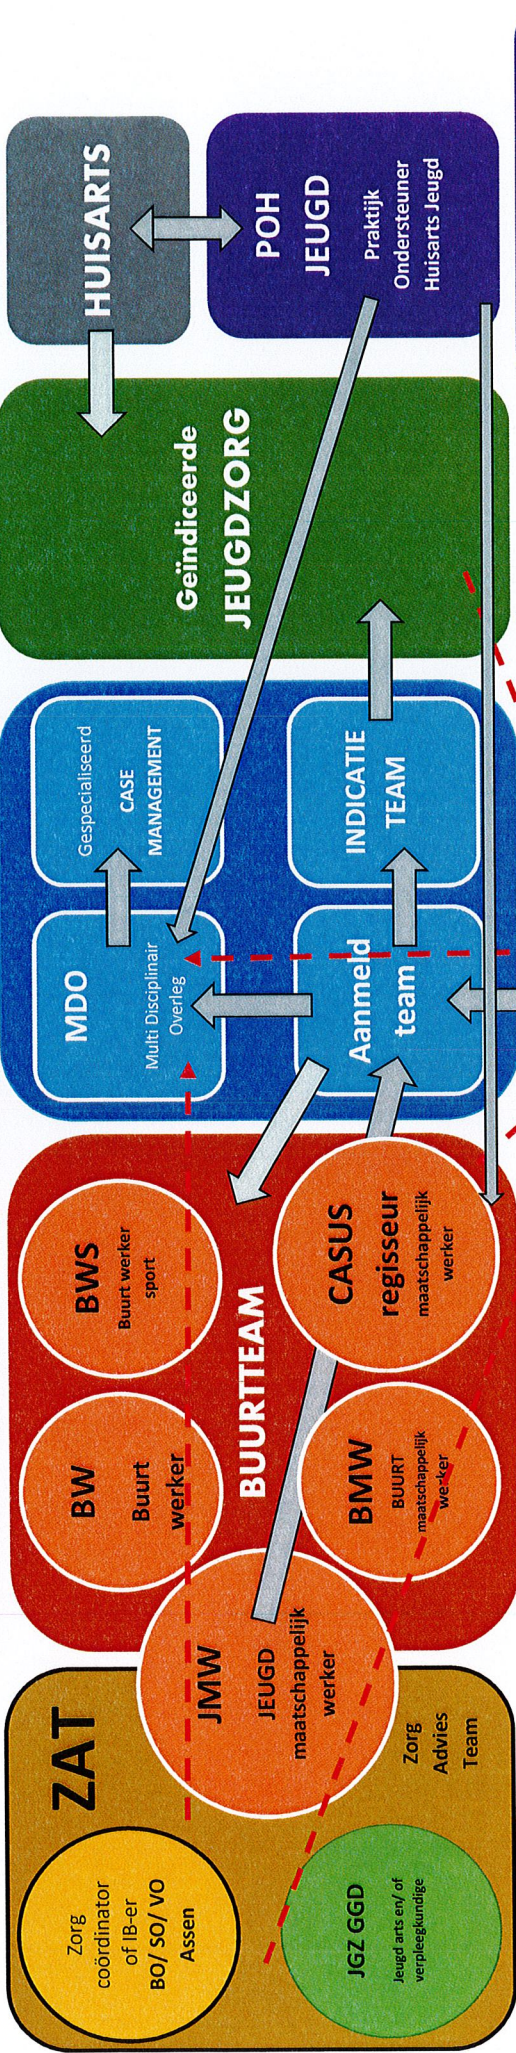 ZAT
Zorg
coördinator
of IB-er
BO/ SO/ VO
Assen
JGZ GGD
Jeugd arts en/ of
verpleegkundige
Zorg
Advies
Team
JMW
JEUGD
maatschappelijk
werker
BUURTTEAM
BW
Buurt
werker
BWS
Buurt werker
sport
BMW
BUURT
maatschappelijk
werker
CASUS
regisseur
maatschappelijk
werker
MDO
Multi Disciplinair
Overleg
Gespecialiseerd
CASE
MANAGEMENT
Aanmeld
team
INDICATIE
TEAM
Geïndiceerde
JEUGDZORG
HUISARTS
POH
JEUGD
Praktijk
Ondersteuner
Huisarts Jeugd